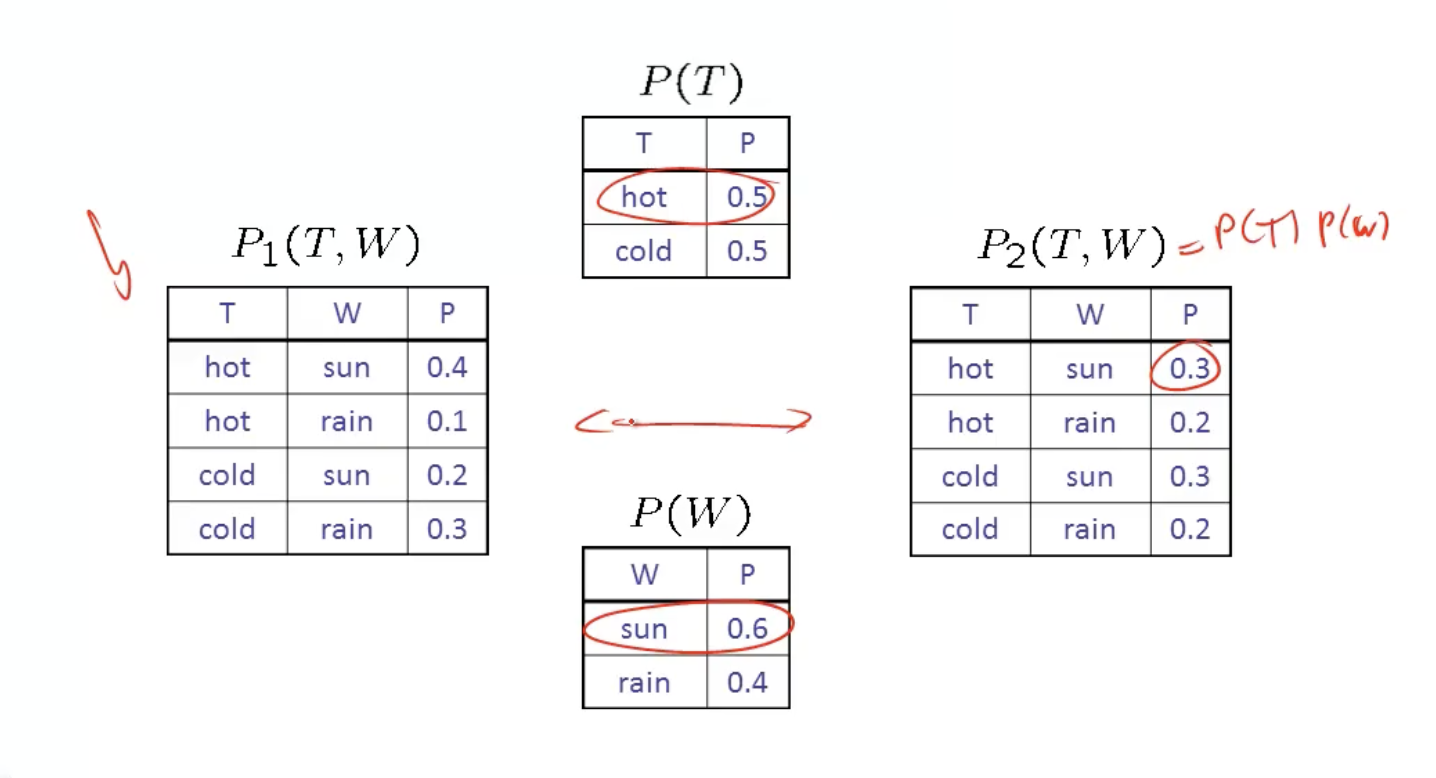 P(T)
T P
hot 0.5
cold 0.5
P₁(T, W)
T W P
hot sun 0.4
hot rain 0.1
cold sun 0.2
cold rain 0.3
P₂(T, W) = P(T) P(W)
T W P
hot sun 0.3
hot rain 0.2
cold sun 0.3
cold rain 0.2
P(W)
W P
sun 0.6
rain 0.4